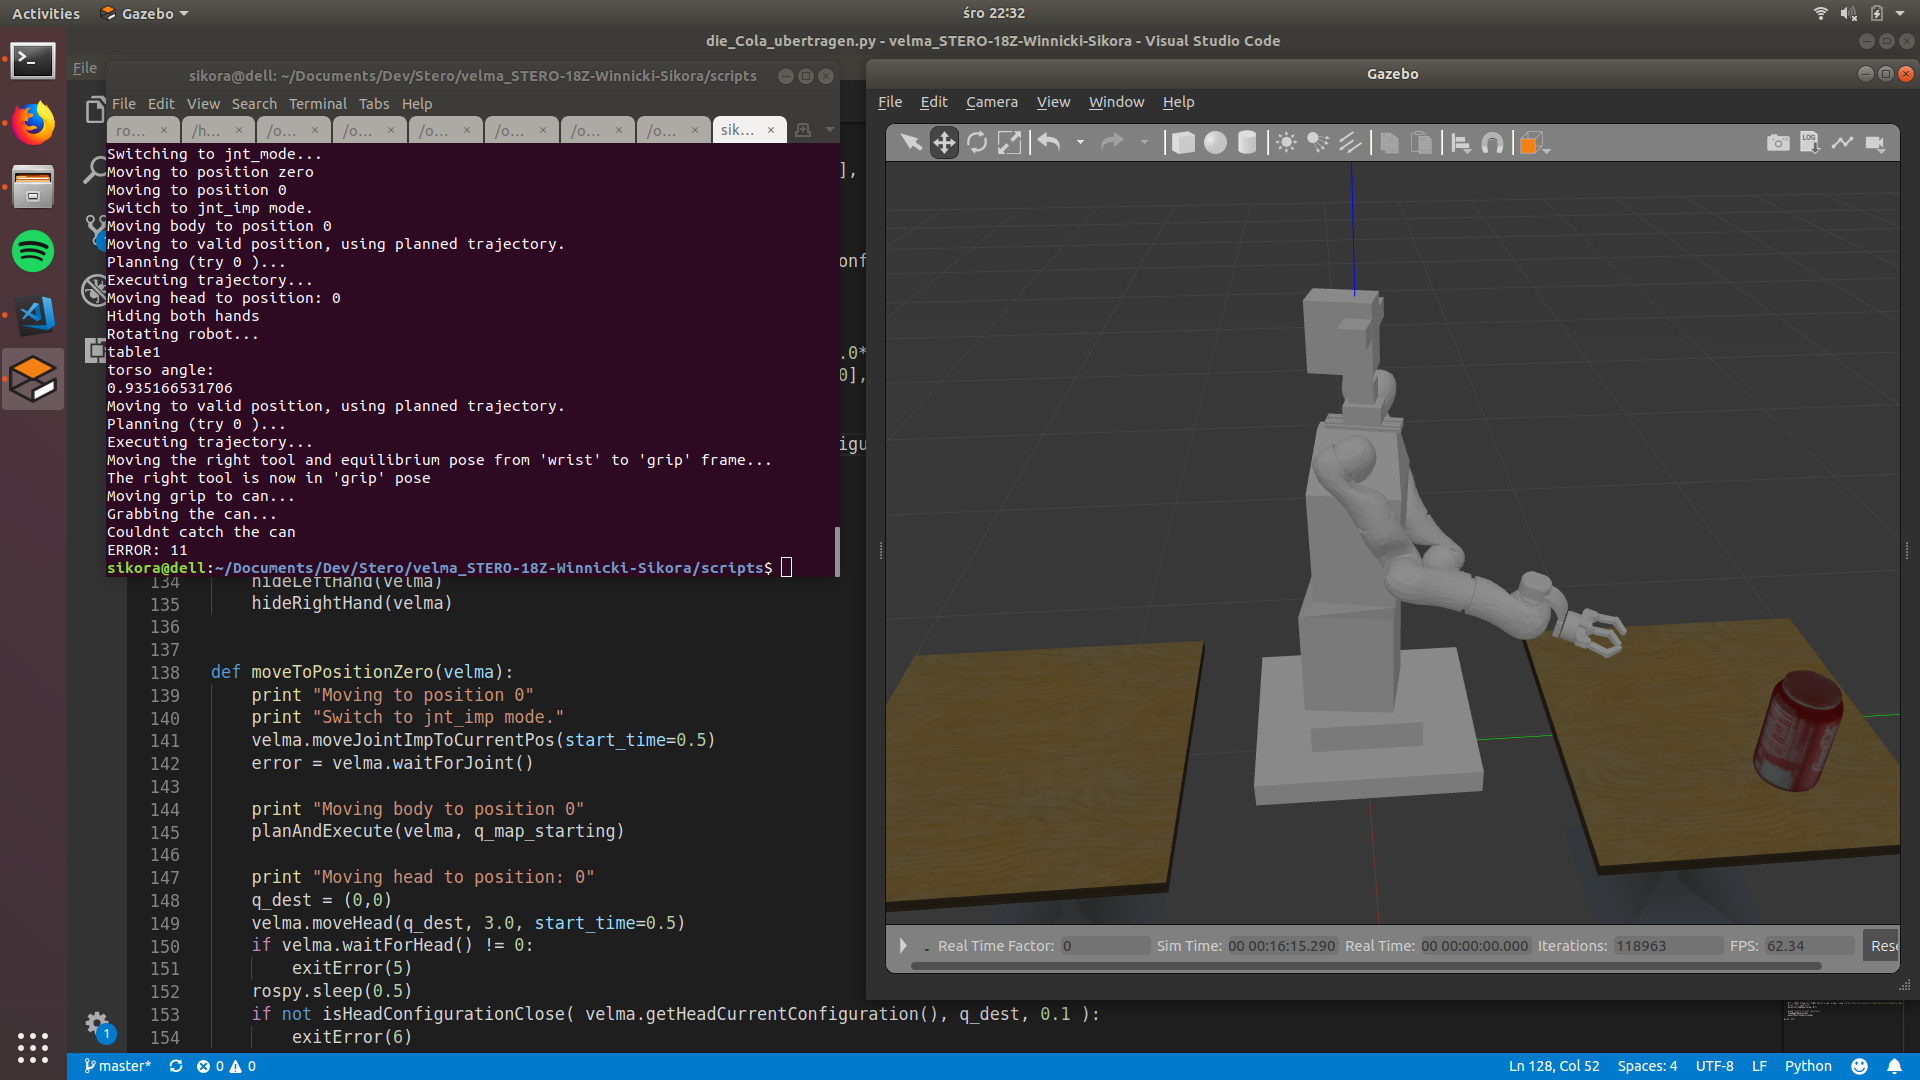 Activities
Gazebo
śro 22:32
die_Cola_ubertragen.py - velma_STERO-18Z-Winnicki-Sikora - Visual Studio Code
File
sikora@dell: ~/Documents/Dev/Stero/velma_STERO-18Z-Winnicki-Sikora/scripts
File Edit View Search Terminal Tabs Help
ro... × /h... × /o... × /o... × /o... × /o... × /o... × /o... × sik... ×
Switching to jnt_mode...
Moving to position zero
Moving to position 0
Switch to jnt_imp mode.
Moving body to position 0
Moving to valid position, using planned trajectory.
Planning (try 0 )...
Executing trajectory...
Moving head to position: 0
Hiding both hands
Rotating robot...
table1
torso angle:
0.935166531706
Moving to valid position, using planned trajectory.
Planning (try 0 )...
Executing trajectory...
Moving the right tool and equilibrium pose from 'wrist' to 'grip' frame...
The right tool is now in 'grip' pose
Moving grip to can...
Grabbing the can...
Couldnt catch the can
ERROR: 11
sikora@dell:~/Documents/Dev/Stero/velma_STERO-18Z-Winnicki-Sikora/scripts$
],
onf
.0*
0],
igu
134 hideLeftHand(velma)
135 hideRightHand(velma)
136
137
138 def moveToPositionZero(velma):
139 print "Moving to position 0"
140 print "Switch to jnt_imp mode."
141 velma.moveJointImpToCurrentPos(start_time=0.5)
142 error = velma.waitForJoint()
143
144 print "Moving body to position 0"
145 planAndExecute(velma, q_map_starting)
146
147 print "Moving head to position: 0"
148 q_dest = (0,0)
149 velma.moveHead(q_dest, 3.0, start_time=0.5)
150 if velma.waitForHead() != 0:
151 exitError(5)
152 rospy.sleep(0.5)
153 if not isHeadConfigurationClose( velma.getHeadCurrentConfiguration(), q_dest, 0.1 ):
154 exitError(6)
Gazebo
File Edit Camera View Window Help
LOG
Real Time Factor: 0 Sim Time: 00 00:16:15.290 Real Time: 00 00:00:00.000 Iterations: 118963 FPS: 62.34 Rese
1
master* 0 0 Ln 128, Col 52 Spaces: 4 UTF-8 LF Python